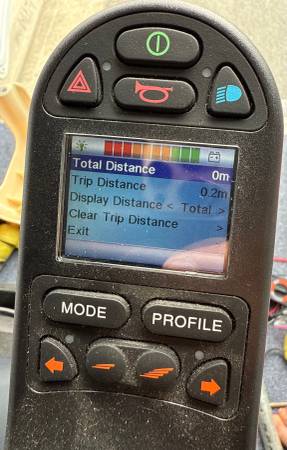 Total Distance 0m
Trip Distance 0.2m
Display Distance < Total >
Clear Trip Distance >
Exit
MODE PROFILE